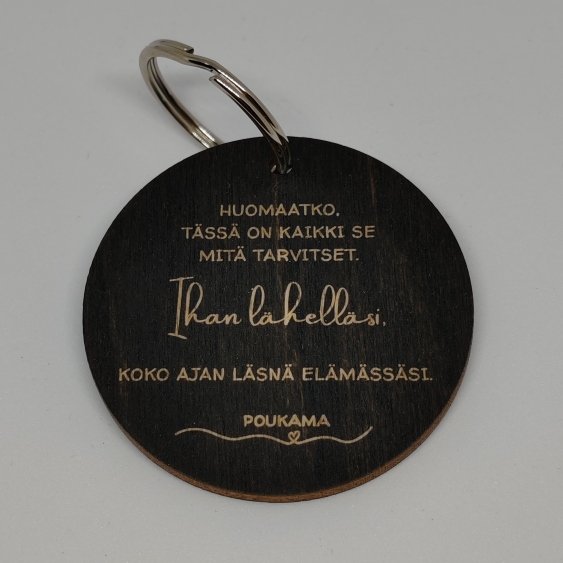 HUOMAATKO,
TÄSSÄ ON KAIKKI SE
MITÄ TARVITSET.
Ihan lähelläsi,
KOKO AJAN LÄSNÄ ELÄMÄSSÄSI.
POUKAMA